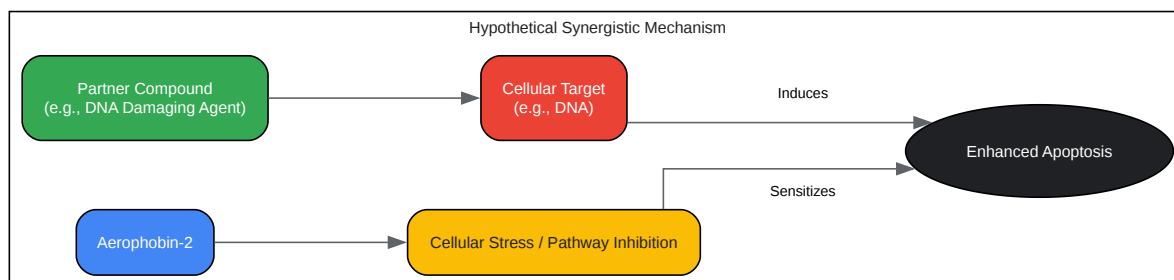 Hypothetical Synergistic Mechanism
Partner Compound
(e.g., DNA Damaging Agent)
Cellular Target
(e.g., DNA)
Induces
Enhanced Apoptosis
Sensitizes
Aerophobin-2
Cellular Stress / Pathway Inhibition